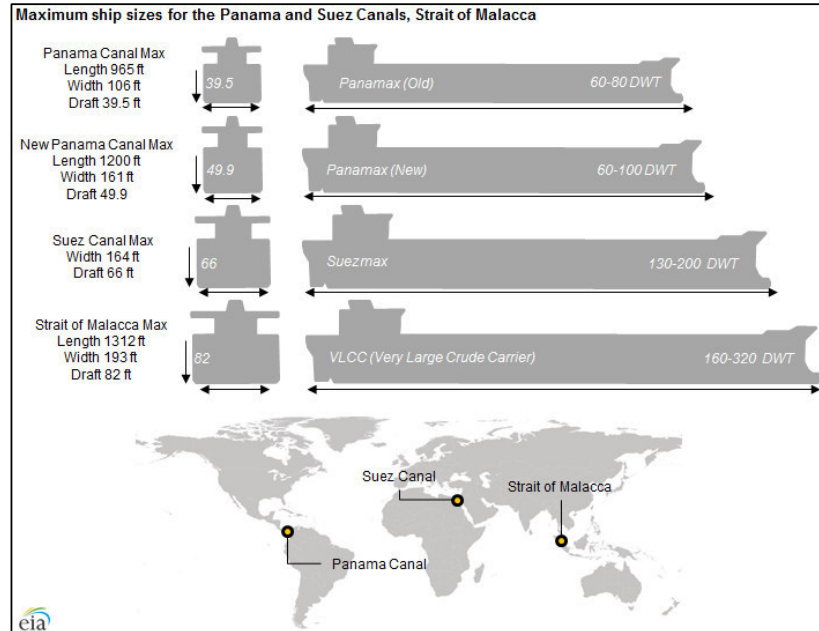 Maximum ship sizes for the Panama and Suez Canals, Strait of Malacca
Panama Canal Max
Length 965 ft
Width 106 ft
Draft 39.5 ft
39.5
Panamax (Old)
60-80 DWT
New Panama Canal Max
Length 1200 ft
Width 161 ft
Draft 49.9
49.9
Panamax (New)
60-100 DWT
Suez Canal Max
Width 164 ft
Draft 66 ft
66
Suezmax
130-200 DWT
Strait of Malacca Max
Length 1312 ft
Width 193 ft
Draft 82 ft
82
VLCC (Very Large Crude Carrier)
160-320 DWT
Suez Canal
Strait of Malacca
Panama Canal
eia